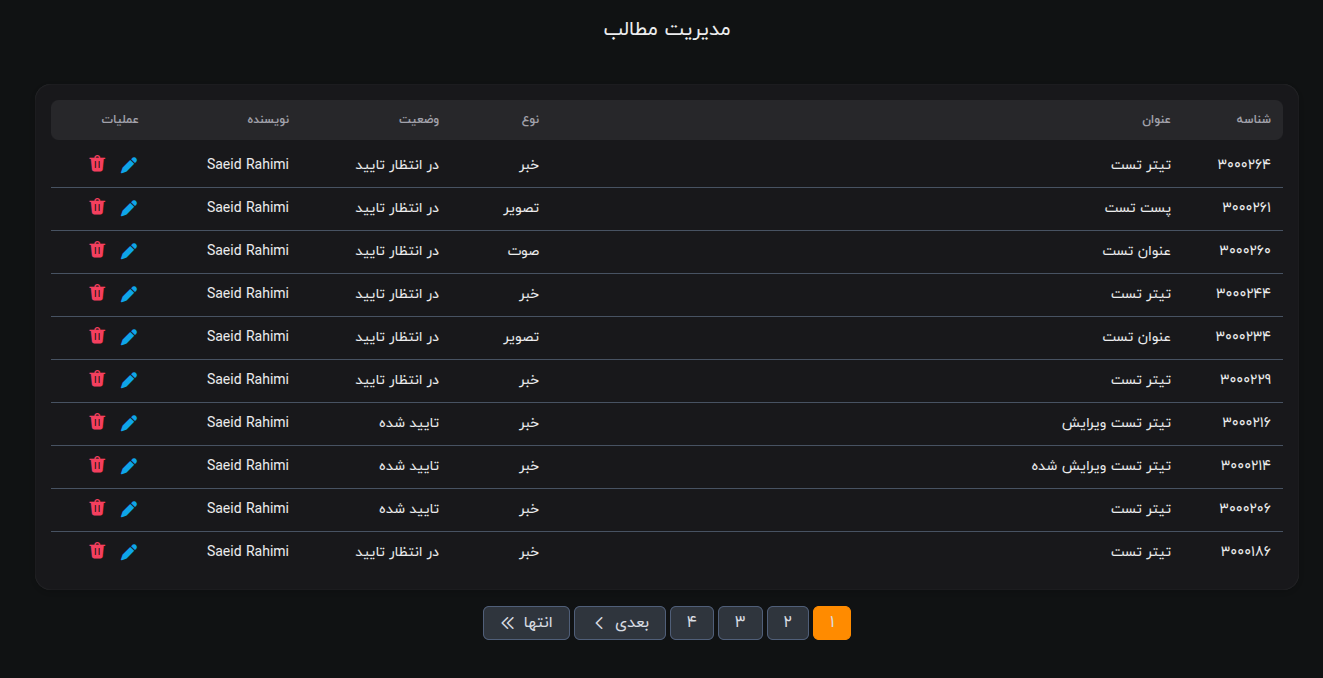 مدیریت مطالب
شناسه عنوان نوع وضعیت نویسنده عملیات
۳۰۰۰۲۶۴ تیتر تست خبر در انتظار تایید Saeid Rahimi
۳۰۰۰۲۶۱ پست تست تصویر در انتظار تایید Saeid Rahimi
۳۰۰۰۲۶۰ عنوان تست صوت در انتظار تایید Saeid Rahimi
۳۰۰۰۲۴۴ تیتر تست خبر در انتظار تایید Saeid Rahimi
۳۰۰۰۲۳۴ عنوان تست تصویر در انتظار تایید Saeid Rahimi
۳۰۰۰۲۲۹ تیتر تست خبر در انتظار تایید Saeid Rahimi
۳۰۰۰۲۱۶ تیتر تست ویرایش خبر تایید شده Saeid Rahimi
۳۰۰۰۲۱۴ تیتر تست ویرایش شده خبر تایید شده Saeid Rahimi
۳۰۰۰۲۰۶ تیتر تست خبر تایید شده Saeid Rahimi
۳۰۰۰۱۸۶ تیتر تست خبر در انتظار تایید Saeid Rahimi
۱ ۲ ۳ ۴ بعدی انتها